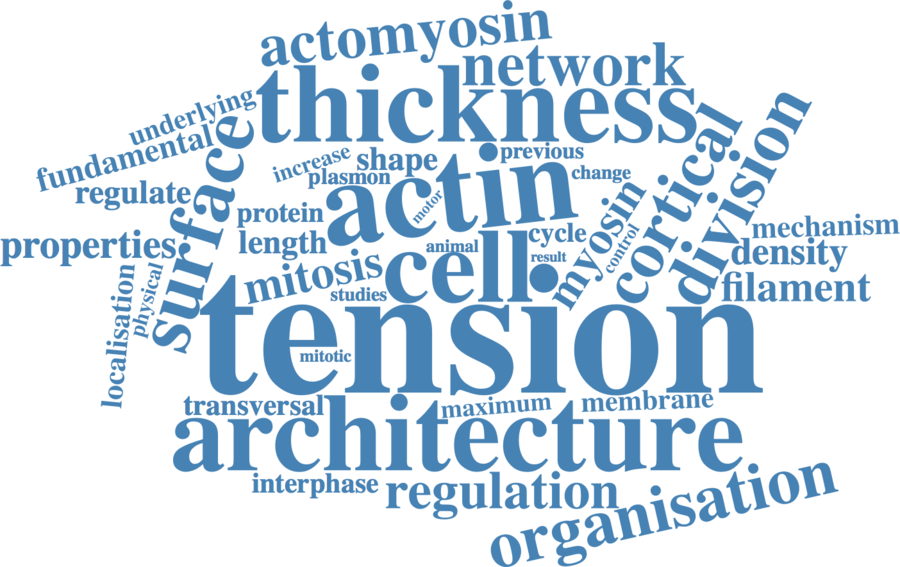 actomyosin
network
thickness
underlying
fundamental
surface
regulate
properties
increase
shape
previous
plasmon
change
actin
motor
protein
length
cell
animal
cycle
result
myosin
control
cortical
division
mechanism
density
filament
mitosis
studies
localisation
physical
tension
mitotic
transversal
maximum
membrane
architecture
interphase
regulation
organisation